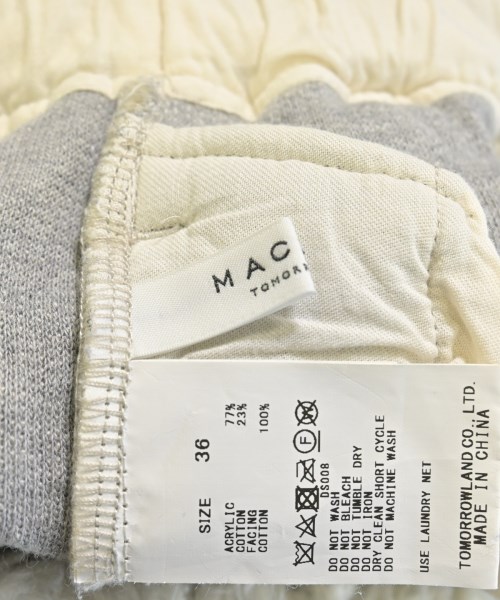 MAC
TOMORR
SIZE 36
ACRYLIC 77%
COTTON 23%
FACING
COTTON 100%
DS008
DO NOT WASH
DO NOT BLEACH
DO NOT TUMBLE DRY
DO NOT IRON
DRY CLEAN SHORT CYCLE
DO NOT MACHINE WASH
USE LAUNDRY NET
TOMORROWLAND CO., LTD.
MADE IN CHINA